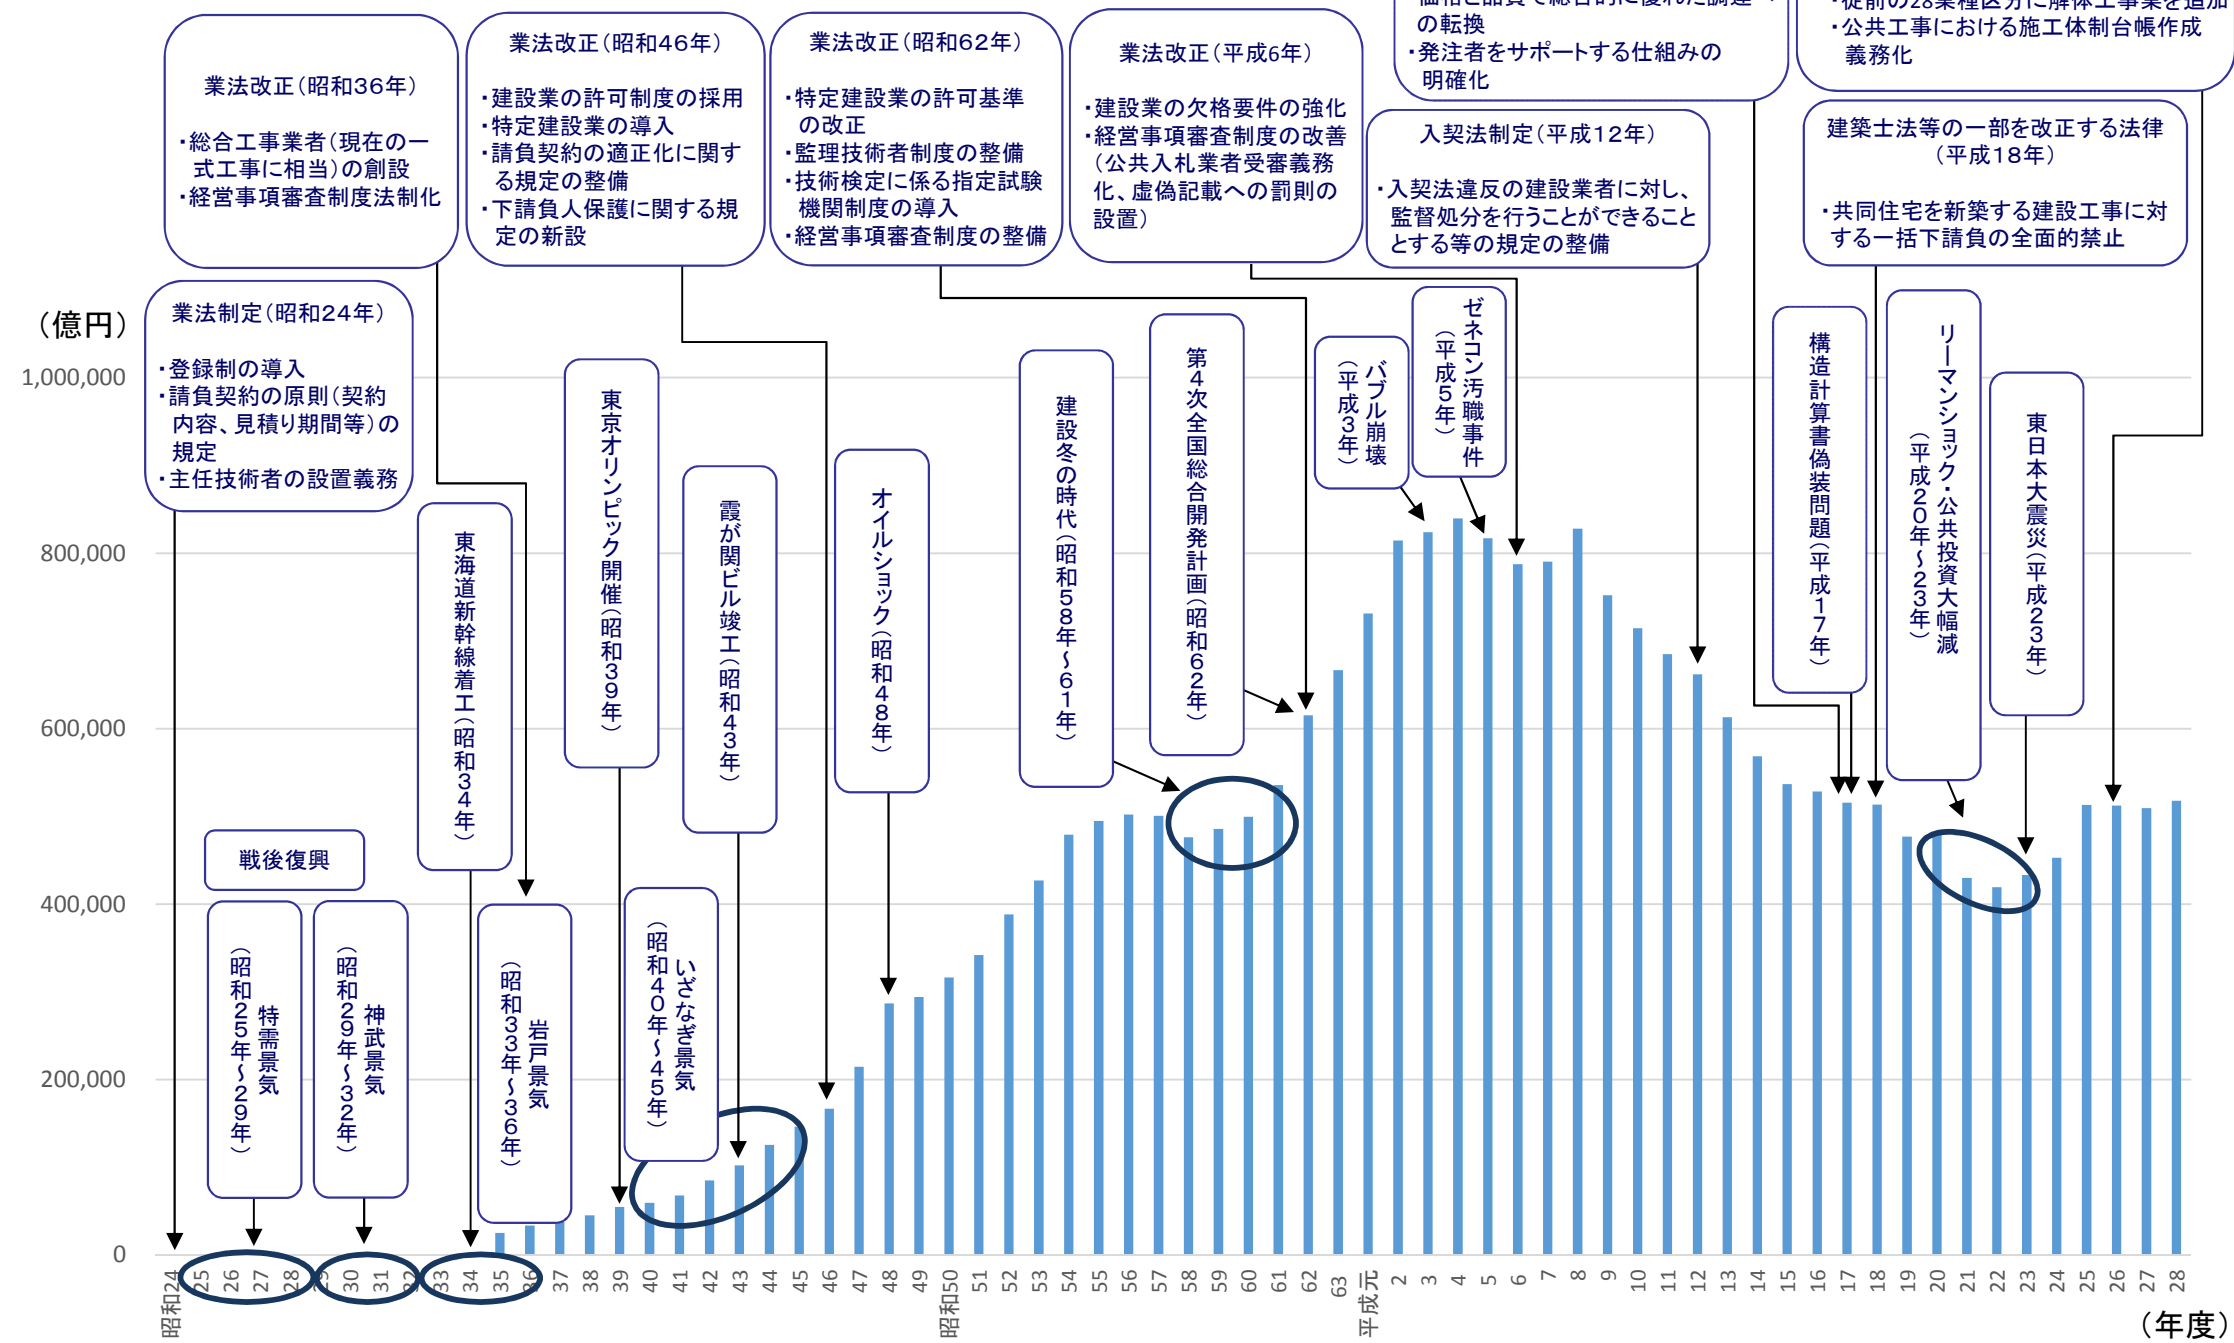 業法改正(昭和36年)
・総合工事業者(現在の一
式工事に相当)の創設
・経営事項審査制度法制化
業法改正(昭和46年)
・建設業の許可制度の採用
・特定建設業の導入
・請負契約の適正化に関す
る規定の整備
・下請負人保護に関する規
定の新設
業法改正(昭和62年)
・特定建設業の許可基準
の改正
・監理技術者制度の整備
・技術検定に係る指定試験
機関制度の導入
・経営事項審査制度の整備
業法改正(平成6年)
・建設業の欠格要件の強化
・経営事項審査制度の改善
(公共入札業者受審義務
化、虚偽記載への罰則の
設置)
の転換
・発注者をサポートする仕組みの
明確化
・従前の28業種区分に解体工事業を追加
・公共工事における施工体制台帳作成
義務化
入契法制定(平成12年)
・入契法違反の建設業者に対し、
監督処分を行うことができること
とする等の規定の整備
建築士法等の一部を改正する法律
(平成18年)
・共同住宅を新築する建設工事に対
する一括下請負の全面的禁止
業法制定(昭和24年)
・登録制の導入
・請負契約の原則(契約
内容、見積り期間等)の
規定
・主任技術者の設置義務
(億円)
1,000,000
800,000
600,000
400,000
200,000
0
戦後復興
特需景気
(昭和25年~29年)
神武景気
(昭和29年~32年)
東海道新幹線着工(昭和34年)
岩戸景気
(昭和33年~36年)
東京オリンピック開催(昭和39年)
いざなぎ景気
(昭和40年~45年)
霞が関ビル竣工(昭和43年)
オイルショック(昭和48年)
建設冬の時代(昭和58年~61年)
第4次全国総合開発計画(昭和62年)
バブル崩壊
(平成3年)
ゼネコン汚職事件
(平成5年)
構造計算書偽装問題(平成17年)
リーマンショック・公共投資大幅減
(平成20年~23年)
東日本大震災(平成23年)
昭和24
25
26
27
28
29
30
31
32
33
34
35
36
37
38
39
40
41
42
43
44
45
46
47
48
49
昭和50
51
52
53
54
55
56
57
58
59
60
61
62
63
平成元
2
3
4
5
6
7
8
9
10
11
12
13
14
15
16
17
18
19
20
21
22
23
24
25
26
27
28
(年度)